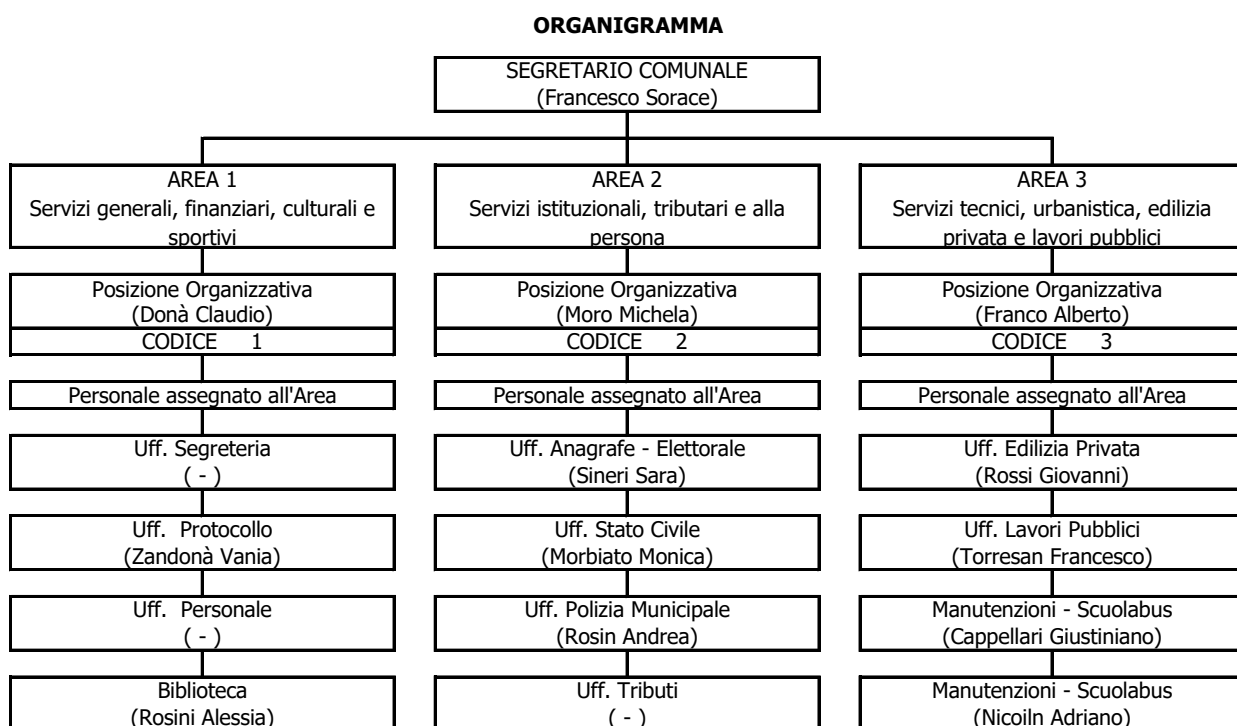 ORGANIGRAMMA
SEGRETARIO COMUNALE
(Francesco Sorace)
AREA 1
Servizi generali, finanziari, culturali e
sportivi
AREA 2
Servizi istituzionali, tributari e alla
persona
AREA 3
Servizi tecnici, urbanistica, edilizia
privata e lavori pubblici
Posizione Organizzativa
(Donà Claudio)
CODICE 1
Posizione Organizzativa
(Moro Michela)
CODICE 2
Posizione Organizzativa
(Franco Alberto)
CODICE 3
Personale assegnato all'Area
Personale assegnato all'Area
Personale assegnato all'Area
Uff. Segreteria
( - )
Uff. Anagrafe - Elettorale
(Sineri Sara)
Uff. Edilizia Privata
(Rossi Giovanni)
Uff. Protocollo
(Zandonà Vania)
Uff. Stato Civile
(Morbiato Monica)
Uff. Lavori Pubblici
(Torresan Francesco)
Uff. Personale
( - )
Uff. Polizia Municipale
(Rosin Andrea)
Manutenzioni - Scuolabus
(Cappellari Giustiniano)
Biblioteca
(Rosini Alessia)
Uff. Tributi
( - )
Manutenzioni - Scuolabus
(Nicoiln Adriano)